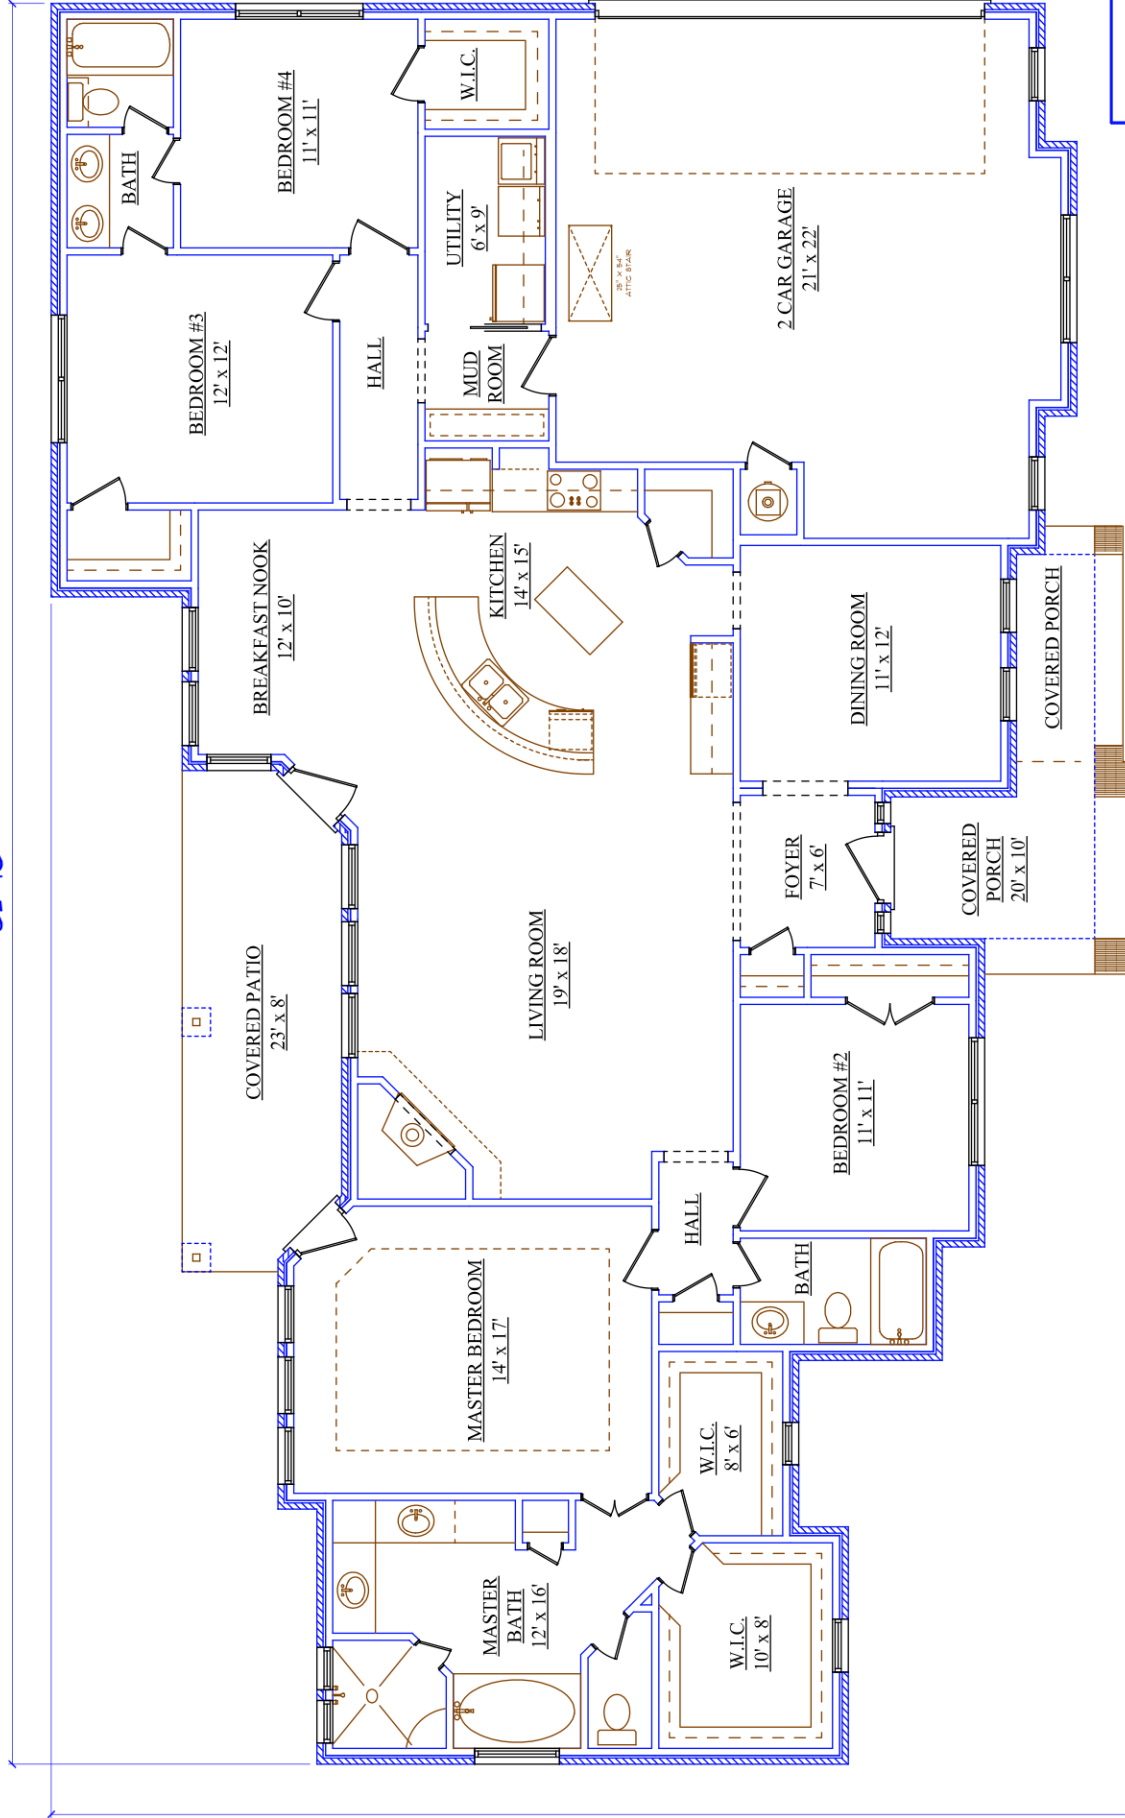 BATH
BEDROOM #4
11' x 11'
W.I.C.
UTILITY
6' x 9'
BEDROOM #3
12' x 12'
HALL
MUD
ROOM
2 CAR GARAGE
21' x 22'
ATTIC STAIR
BREAKFAST NOOK
12' x 10'
KITCHEN
14' x 15'
DINING ROOM
11' x 12'
COVERED PORCH
COVERED PATIO
23' x 8'
LIVING ROOM
19' x 18'
FOYER
7' x 6'
COVERED
PORCH
20' x 10'
BEDROOM #2
11' x 11'
HALL
BATH
MASTER BEDROOM
14' x 17'
W.I.C.
8' x 6'
MASTER
BATH
12' x 16'
W.I.C.
10' x 8'